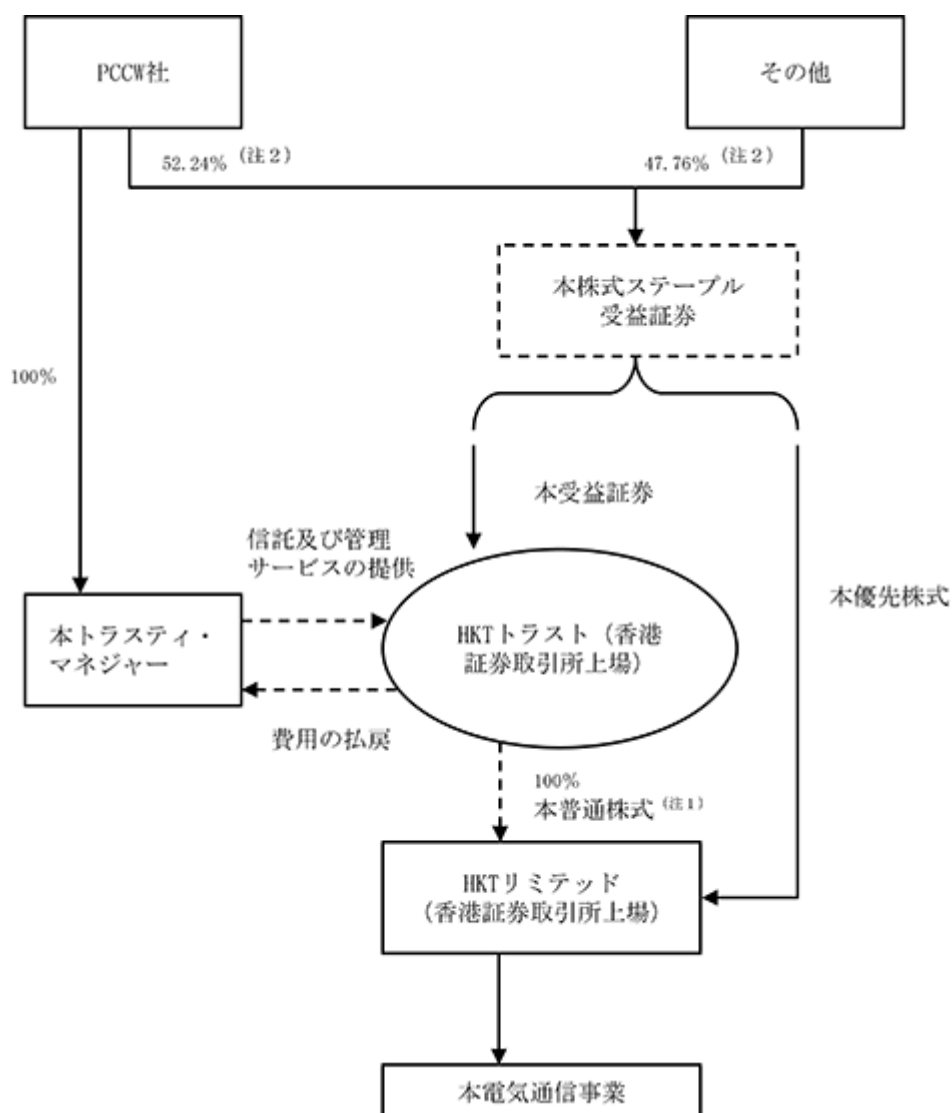 PCCW社
その他
52.24%(注2)
47.76%(注2)
本株式ステープル
受益証券
100%
本受益証券
信託及び管理
サービスの提供
本優先株式
本トラスティ・
マネジャー
HKTトラスト(香港
証券取引所上場)
費用の払戻
100%
本普通株式(注1)
HKTリミテッド
(香港証券取引所上場)
本電気通信事業